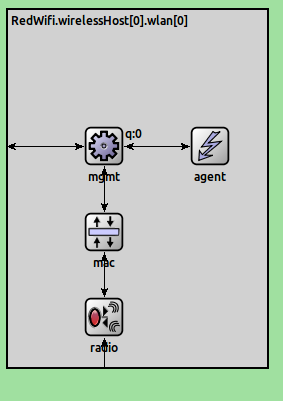 RedWifi.wirelessHost[0].wlan[0]
q:0
mgmt
agent
mac
radio